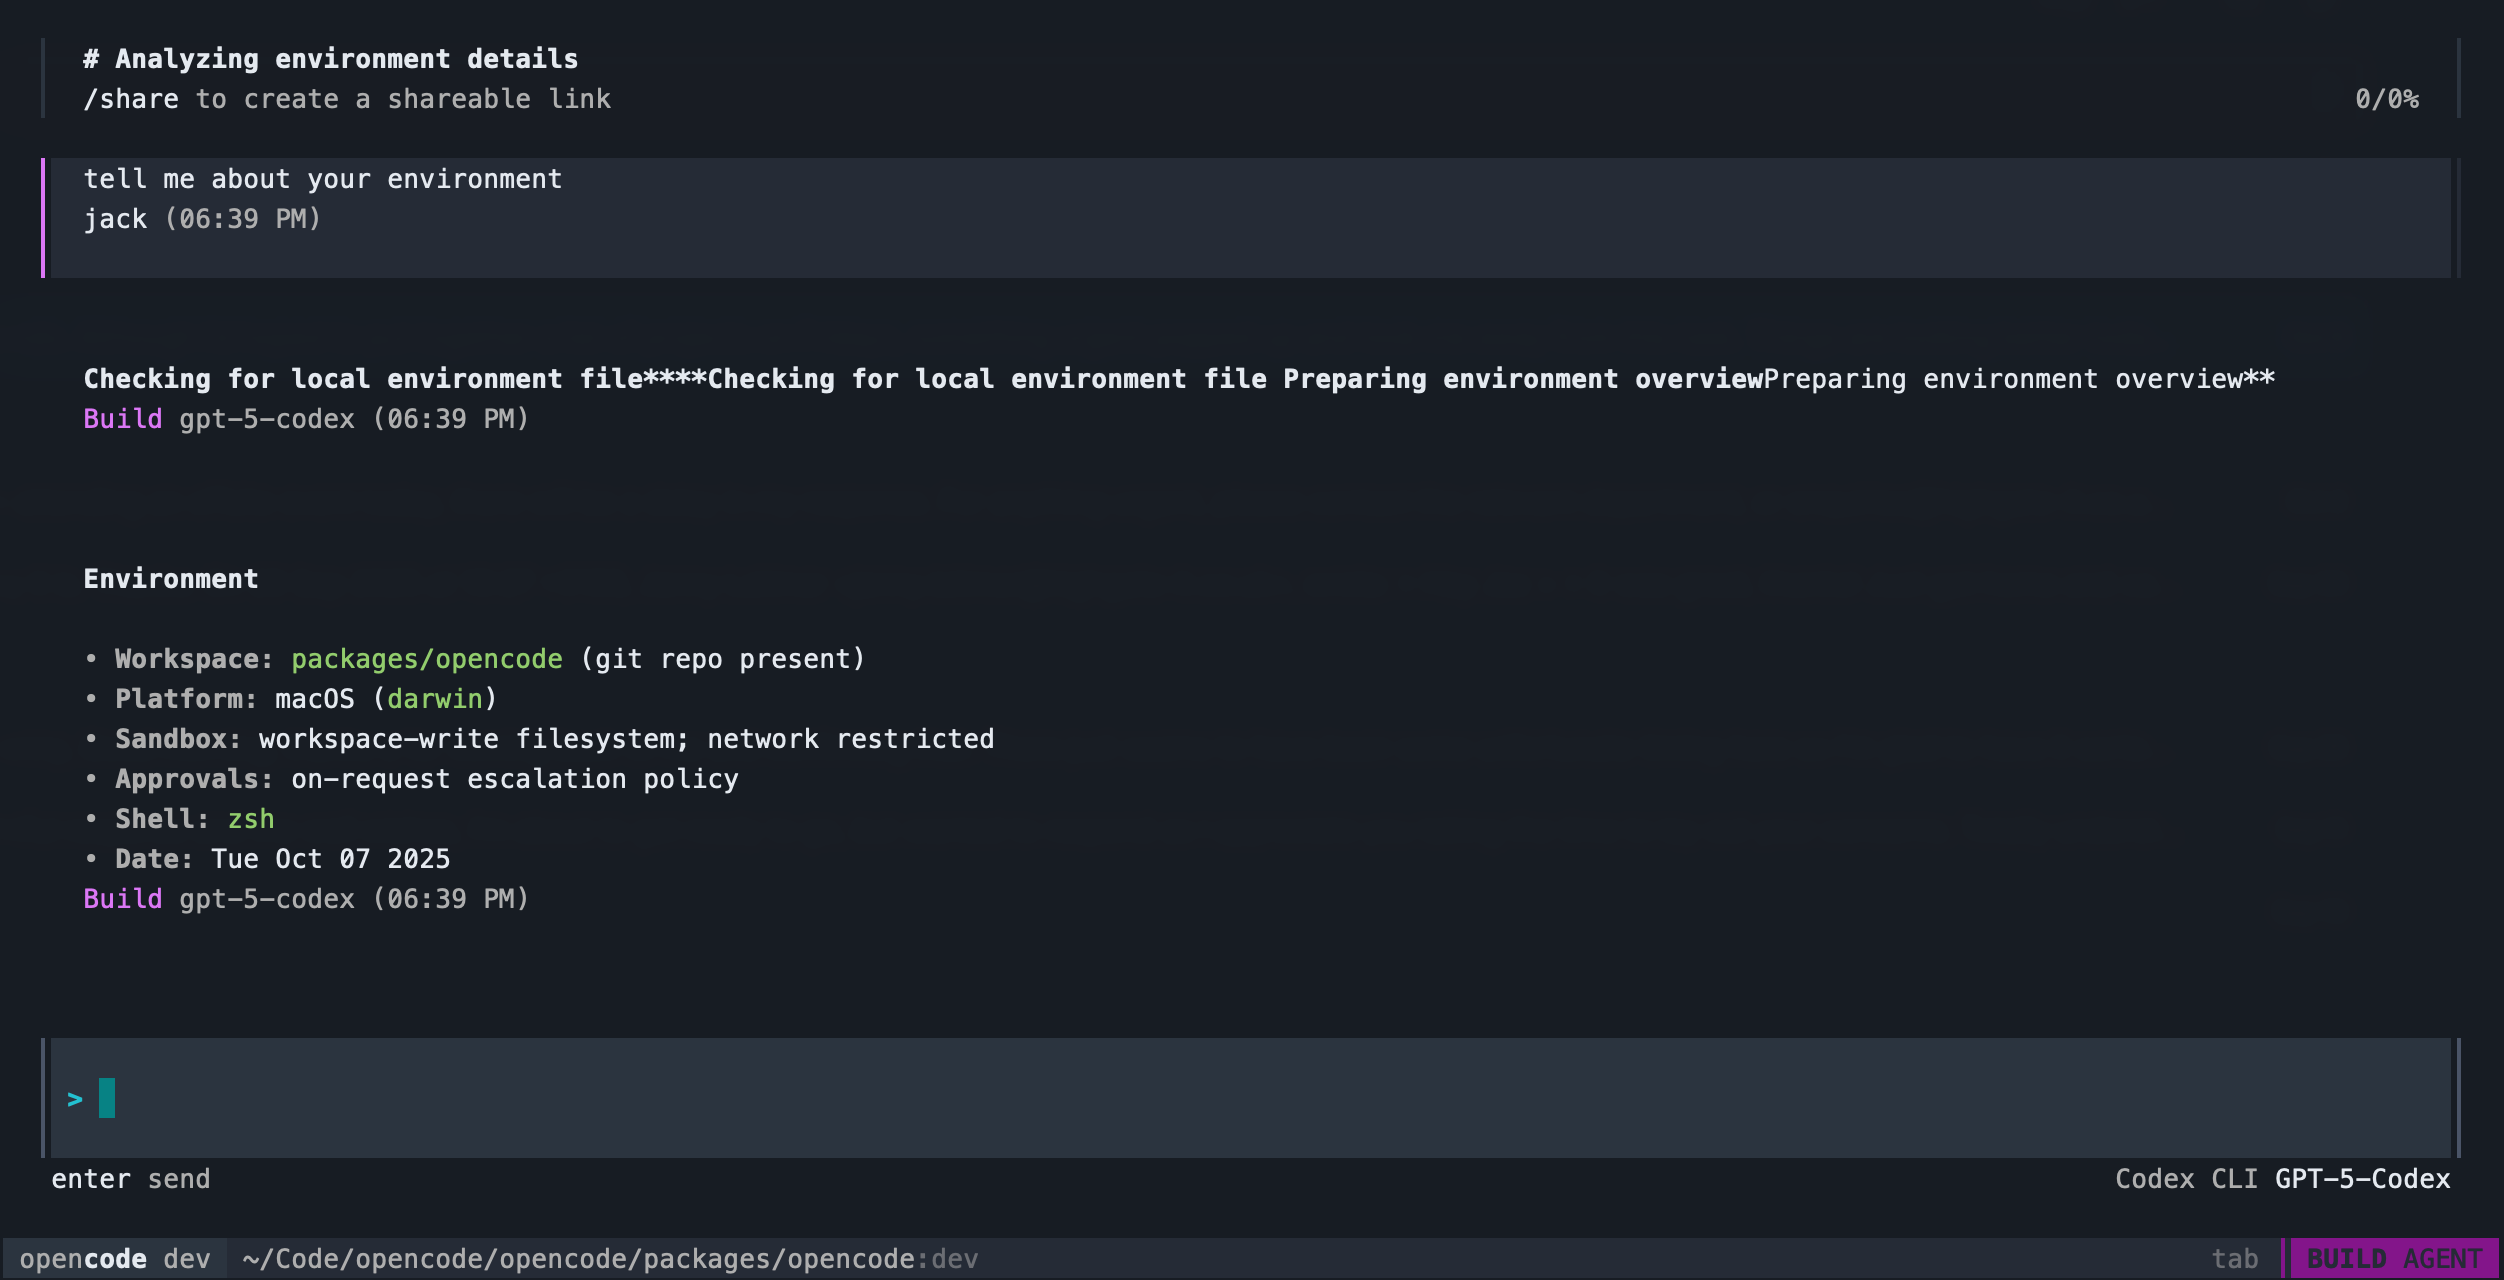 # Analyzing environment details
/share to create a shareable link 0/0%
tell me about your environment
jack (06:39 PM)
Checking for local environment file****Checking for local environment file Preparing environment overviewPreparing environment overview**
Build gpt-5-codex (06:39 PM)
Environment
• Workspace: packages/opencode (git repo present)
• Platform: macOS (darwin)
• Sandbox: workspace-write filesystem; network restricted
• Approvals: on-request escalation policy
• Shell: zsh
• Date: Tue Oct 07 2025
Build gpt-5-codex (06:39 PM)
>
enter send Codex CLI GPT-5-Codex
opencode dev ~/Code/opencode/opencode/packages/opencode:dev tab BUILD AGENT